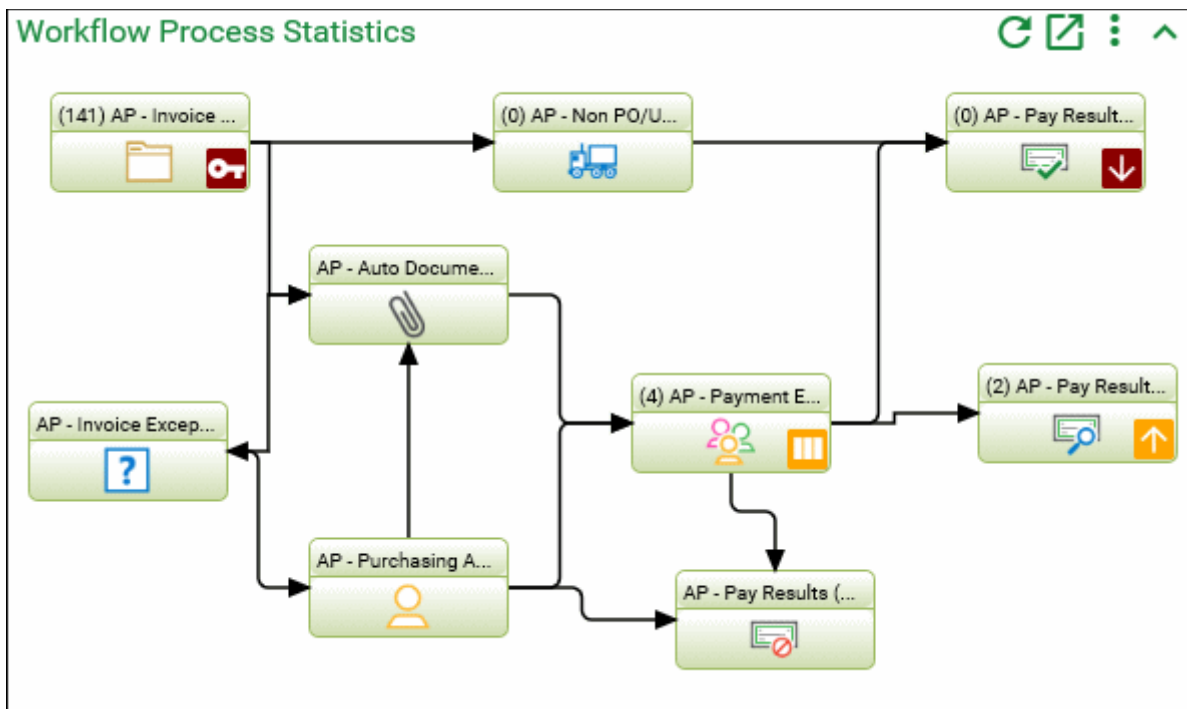 Workflow Process Statistics
(141) AP - Invoice ...
(0) AP - Non PO/U...
(0) AP - Pay Result...
AP - Auto Docume...
(4) AP - Payment E...
(2) AP - Pay Result...
AP - Invoice Excep...
?
AP - Purchasing A...
AP - Pay Results (...